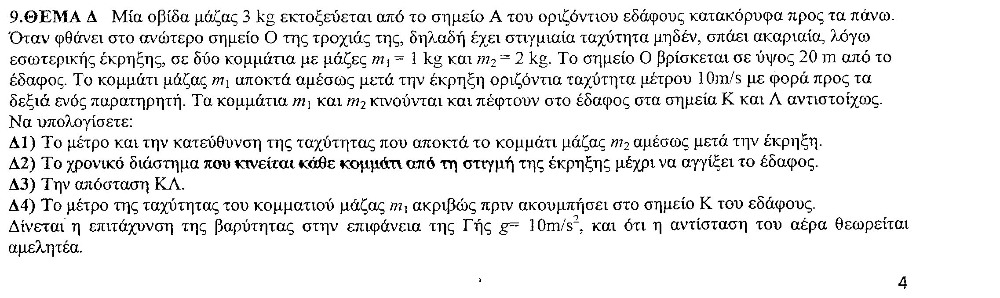 9.ΘΕΜΑ Δ Μία οβίδα μάζας 3 kg εκτοξεύεται από το σημείο Α του οριζόντιου εδάφους κατακόρυφα προς τα πάνω.
Όταν φθάνει στο ανώτερο σημείο Ο της τροχιάς της, δηλαδή έχει στιγμιαία ταχύτητα μηδέν, σπάει ακαριαία, λόγω
εσωτερικής έκρηξης, σε δύο κομμάτια με μάζες m₁ = 1 kg και m₂ = 2 kg. Το σημείο Ο βρίσκεται σε ύψος 20 m από το
έδαφος. Το κομμάτι μάζας m₁ αποκτά αμέσως μετά την έκρηξη οριζόντια ταχύτητα μέτρου 10m/s με φορά προς τα
δεξιά ενός παρατηρητή. Τα κομμάτια m₁ και m₂ κινούνται και πέφτουν στο έδαφος στα σημεία Κ και Λ αντιστοίχως.
Να υπολογίσετε:
Δ1) Το μέτρο και την κατεύθυνση της ταχύτητας που αποκτά το κομμάτι μάζας m₂ αμέσως μετά την έκρηξη.
Δ2) Το χρονικό διάστημα που κινείται κάθε κομμάτι από τη στιγμή της έκρηξης μέχρι να αγγίξει το έδαφος.
Δ3) Την απόσταση ΚΛ.
Δ4) Το μέτρο της ταχύτητας του κομματιού μάζας m₁ ακριβώς πριν ακουμπήσει στο σημείο Κ του εδάφους.
Δίνεται η επιτάχυνση της βαρύτητας στην επιφάνεια της Γής g= 10m/s², και ότι η αντίσταση του αέρα θεωρείται
αμελητέα.
4